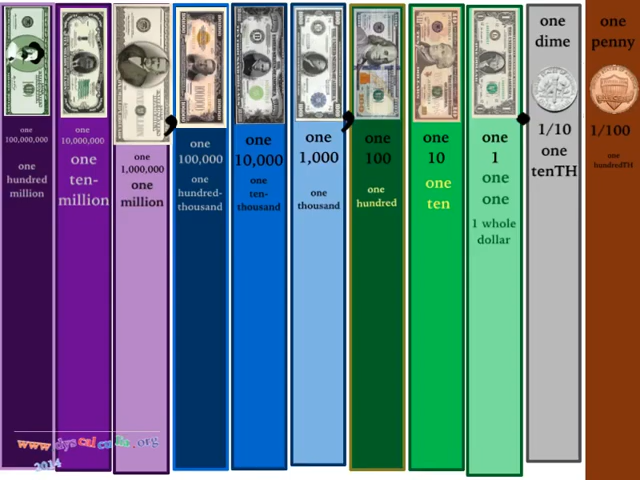 one
100,000,000
one
hundred
million
one
10,000,000
one
ten-
million
one
1,000,000
one
million
,
one
100,000
one
hundred-
thousand
one
10,000
one
ten-
thousand
one
1,000
one
thousand
,
one
100
one
hundred
one
10
one
ten
one
1
one
one
1 whole
dollar
.
one
dime
1/10
one
tenTH
one
penny
1/100
one
hundredTH
www.dyscalculia.org
2014